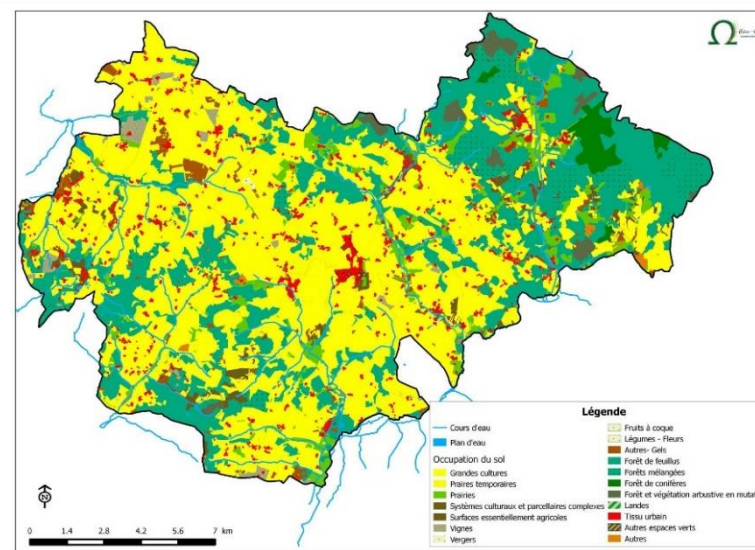 Légende
Cours d'eau
Plan d'eau
Occupation du sol
Grandes cultures
Praires temporaires
Prairies
Systèmes culturaux et parcellaires complexes
Surfaces essentiellement agricoles
Vignes
Vergers
Fruits à coque
Légumes - Fleurs
Autres- Gels
Forêt de feuillus
Forêts mélangées
Forêt de conifères
Forêt et végétation arbustive en mutat
Landes
Tissu urbain
Autres espaces verts
Autres
N
0 1.4 2.8 4.2 5.6 7 km